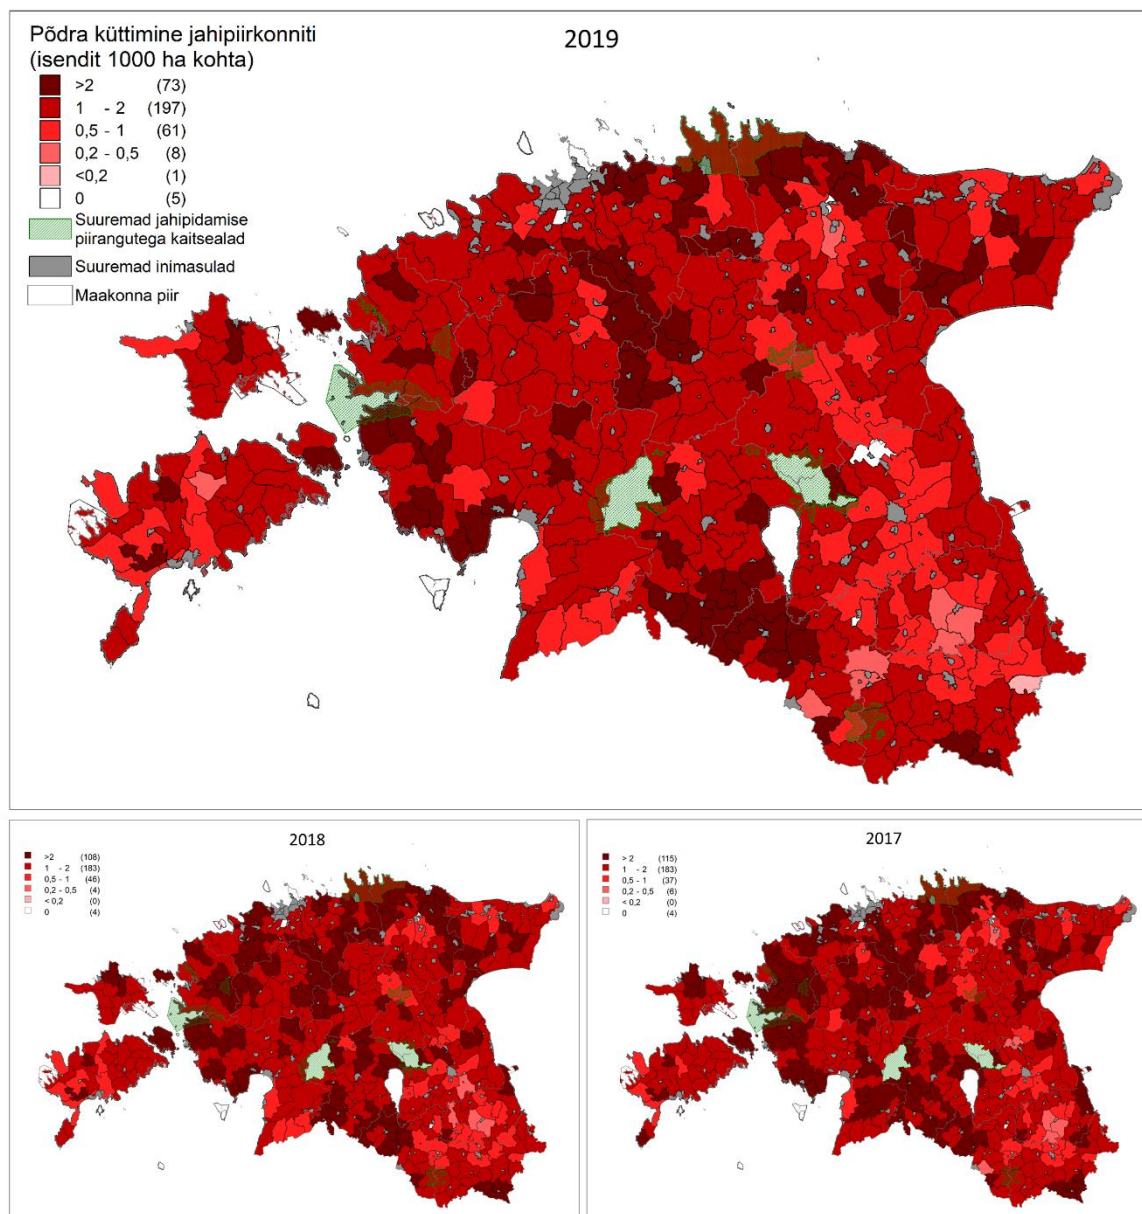 Põdra küttimine jahipiirkonniti
(isendit 1000 ha kohta)
2019
>2 (73)
1 - 2 (197)
0,5 - 1 (61)
0,2 - 0,5 (8)
<0,2 (1)
0 (5)
Suuremad jahipidamise
piirangutega kaitsealad
Suuremad inimasulad
Maakonna piir
2018
>2 (108)
1 - 2 (183)
0,5 - 1 (46)
0,2 - 0,5 (4)
<0,2 (0)
0 (4)
2017
> 2 (115)
1 - 2 (183)
0,5 - 1 (37)
0,2 - 0,5 (6)
< 0,2 (0)
0 (4)